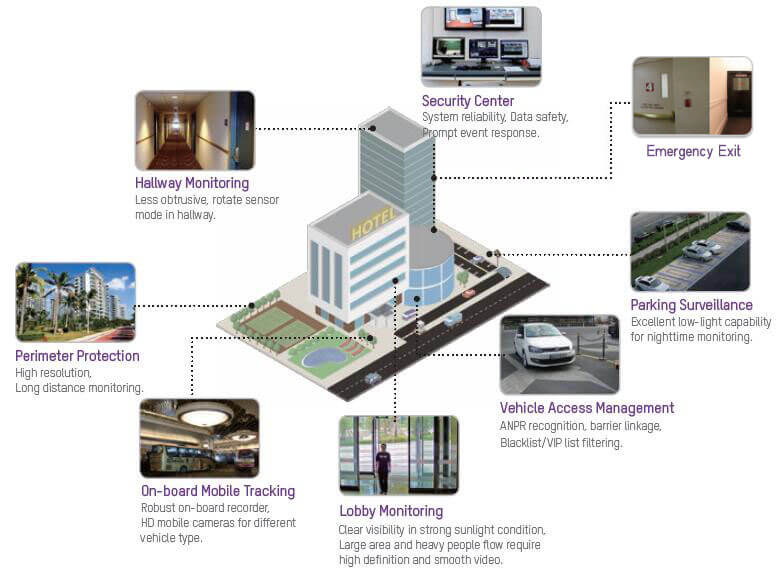 Security Center
System reliability, Data safety,
Prompt event response.
Hallway Monitoring
Less obtrusive, rotate sensor
mode in hallway.
4
Emergency Exit
HOTEL
Perimeter Protection
High resolution,
Long distance monitoring.
Parking Surveillance
Excellent low-light capability
for nighttime monitoring.
Vehicle Access Management
ANPR recognition, barrier linkage,
Blacklist/VIP list filtering.
On-board Mobile Tracking
Robust on-board recorder,
HD mobile cameras for different
vehicle type.
Lobby Monitoring
Clear visibility in strong sunlight condition,
Large area and heavy people flow require
high definition and smooth video.